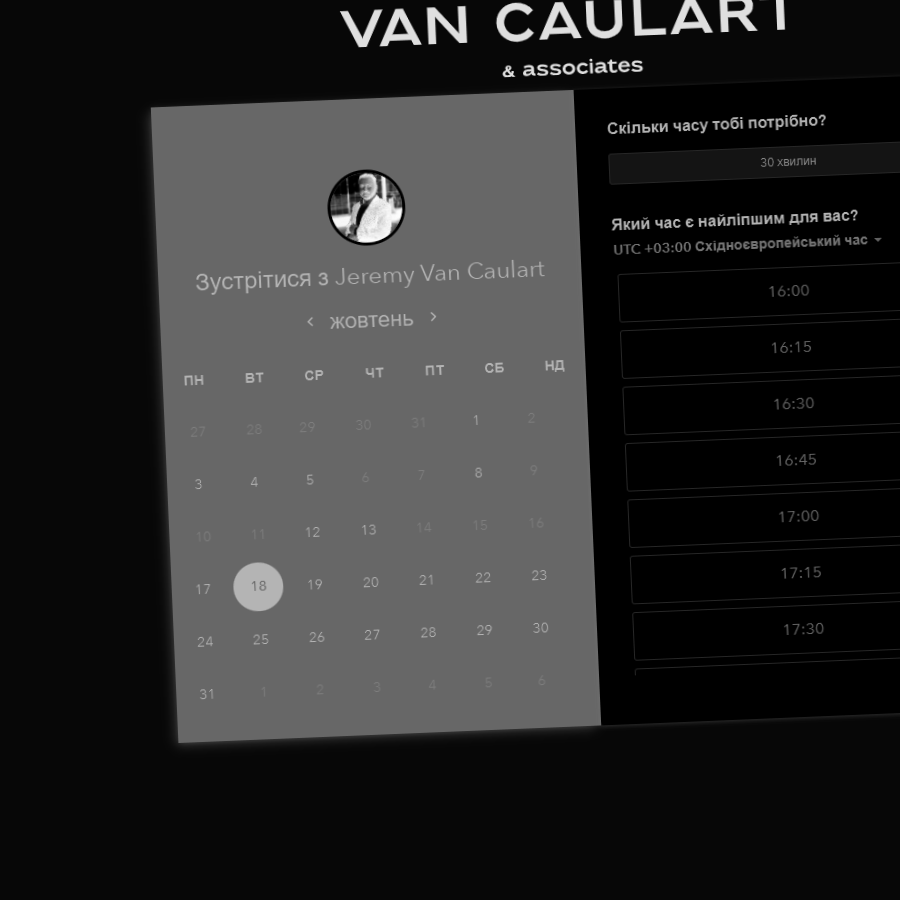 VAN CAULART
& associates
Зустрітися з Jeremy Van Caulart
жовтень
ПН ВТ СР ЧТ ПТ СБ НД
27 28 29 30 31 1 2
3 4 5 6 7 8 9
10 11 12 13 14 15 16
17 18 19 20 21 22 23
24 25 26 27 28 29 30
31 1 2 3 4 5 6
Скільки часу тобі потрібно?
30 хвилин
Який час є найліпшим для вас?
UTC +03:00 Східноєвропейський час
16:00
16:15
16:30
16:45
17:00
17:15
17:30